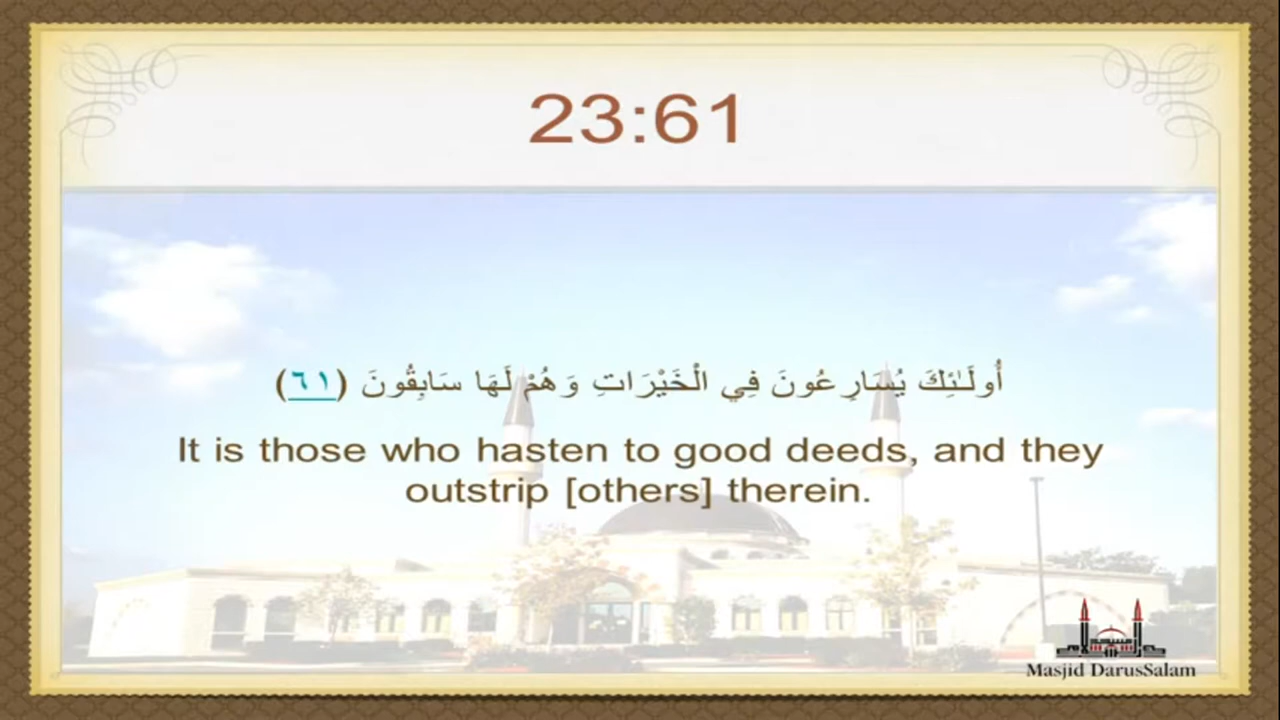 23:61
أُولَـٰئِكَ يُسَارِعُونَ فِي الْخَيْرَاتِ وَهُمْ لَهَا سَابِقُونَ ﴿٦١﴾
It is those who hasten to good deeds, and they
outstrip [others] therein.
Masjid DarusSalam